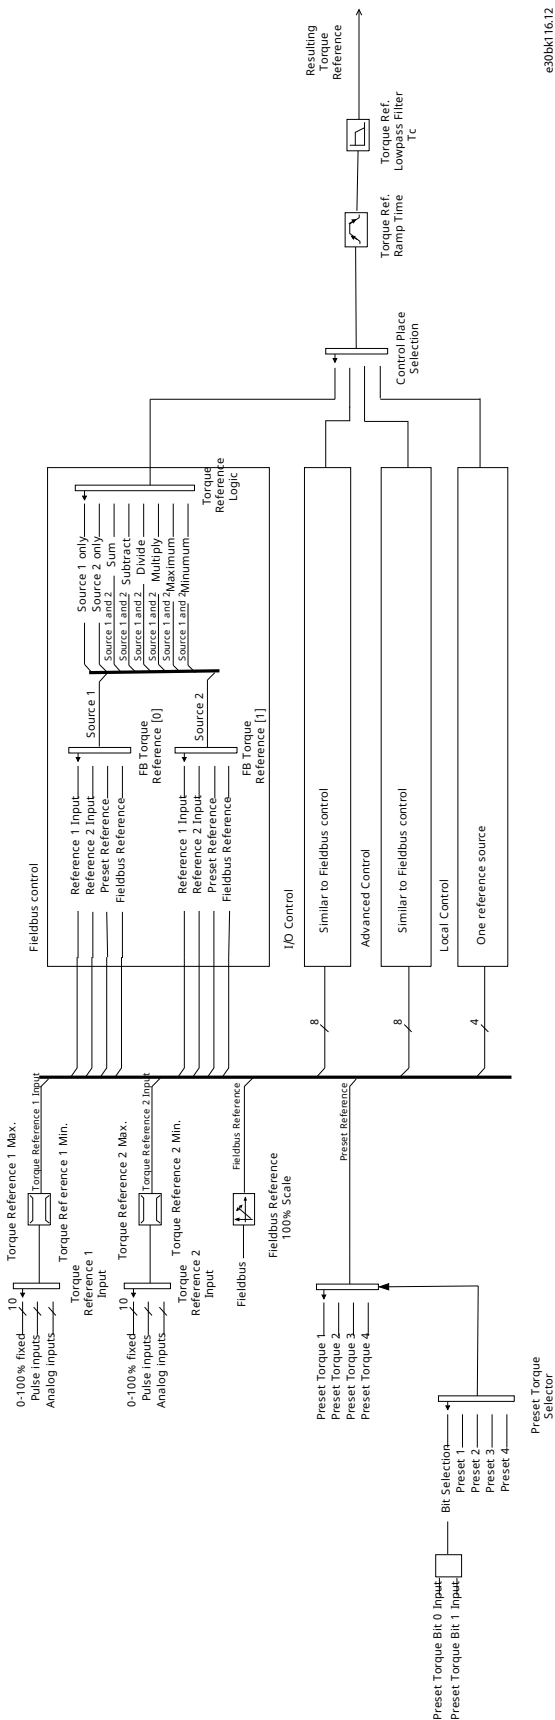 e30bk116.12
Resulting
Torque
Reference
Torque Ref.
Lowpass Filter
Tc
Torque Ref.
Ramp Time
Control Place
Selection
Fieldbus control
Reference 1 Input
Reference 2 Input
Preset Reference
Fieldbus Reference
FB Torque
Reference [0]
Source 1
Reference 1 Input
Reference 2 Input
Preset Reference
Fieldbus Reference
FB Torque
Reference [1]
Source 2
Source 1 only
Source 2 only
Source 1 and 2 Sum
Source 1 and 2 Subtract
Source 1 and 2 Divide
Source 1 and 2 Multiply
Source 1 and 2 Maximum
Source 1 and 2 Minumum
Torque
Reference
Logic
I/O Control
Similar to Fieldbus control
8
Advanced Control
Similar to Fieldbus control
8
Local Control
One reference source
4
Torque Reference 1 Max.
Torque Reference 1 Input
Torque Ref erence 1 Min.
10
0-100% fixed
Pulse inputs
Analog inputs
Torque
Reference 1
Input
Torque Reference 2 Max.
Torque Reference 2 Input
Torque Reference 2 Min.
10
0-100% fixed
Pulse inputs
Analog inputs
Torque
Reference 2
Input
Fieldbus
Fieldbus Reference
Fieldbus Reference
100% Scale
Preset Reference
Preset Torque 1
Preset Torque 2
Preset Torque 3
Preset Torque 4
Bit Selection
Preset 1
Preset 2
Preset 3
Preset 4
Preset Torque
Selector
Preset Torque Bit 0 Input
Preset Torque Bit 1 Input